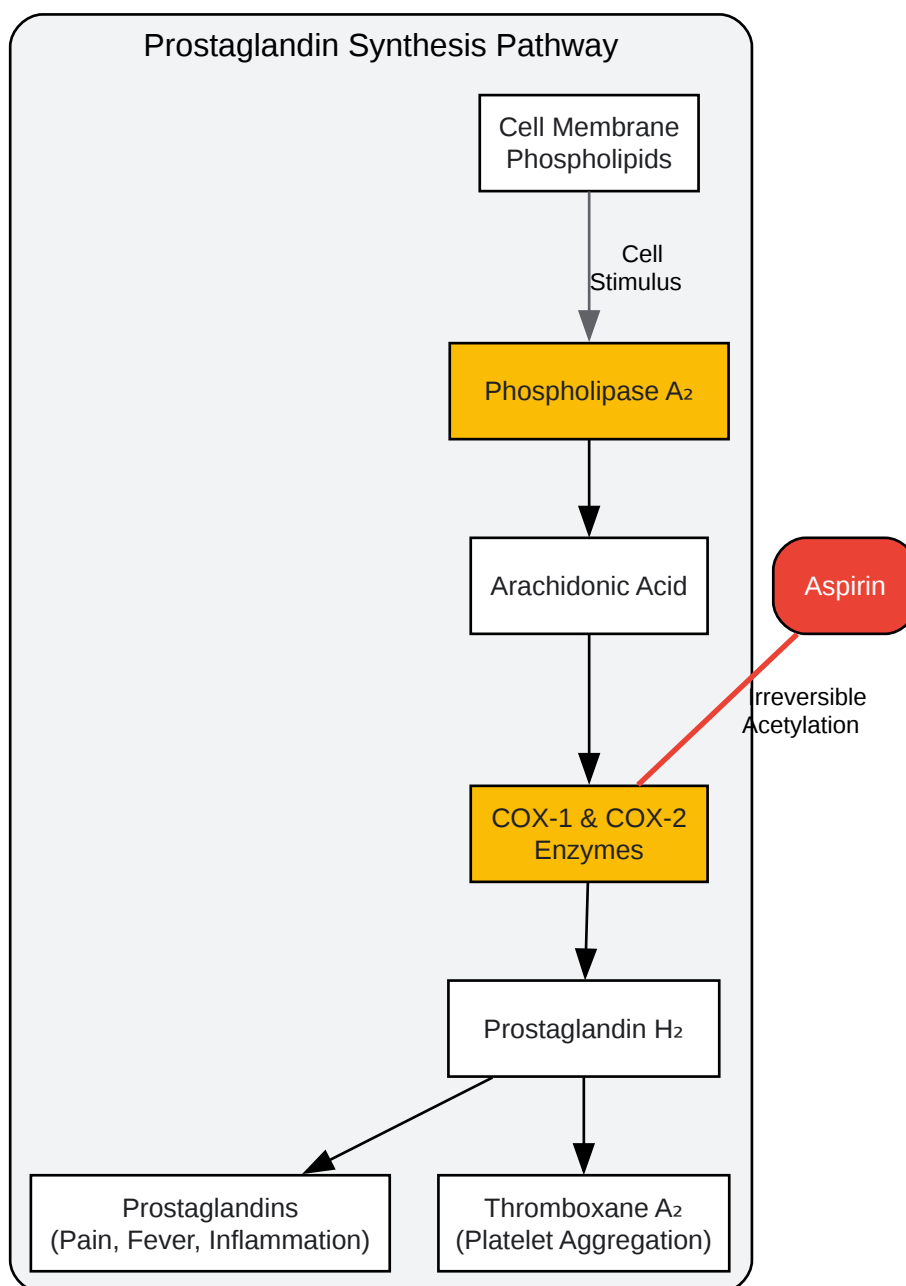 Prostaglandin Synthesis Pathway
Cell Membrane
Phospholipids
Cell
Stimulus
Phospholipase A₂
Arachidonic Acid
Aspirin
Irreversible
Acetylation
COX-1 & COX-2
Enzymes
Prostaglandin H₂
Prostaglandins
(Pain, Fever, Inflammation)
Thromboxane A₂
(Platelet Aggregation)